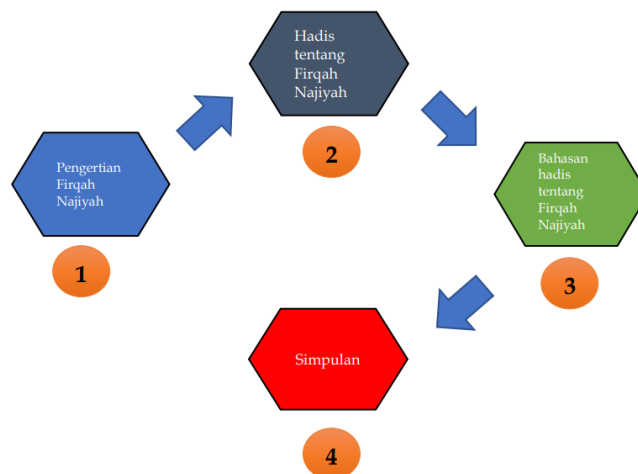 Pengertian
Firqah
Najiyah
1
Hadis
tentang
Firqah
Najiyah
2
Bahasan
hadis
tentang
Firqah
Najiyah
3
Simpulan
4